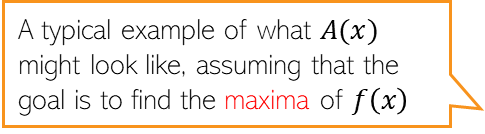 A typical example of what A(x)
might look like, assuming that the
goal is to find the maxima of f(x)